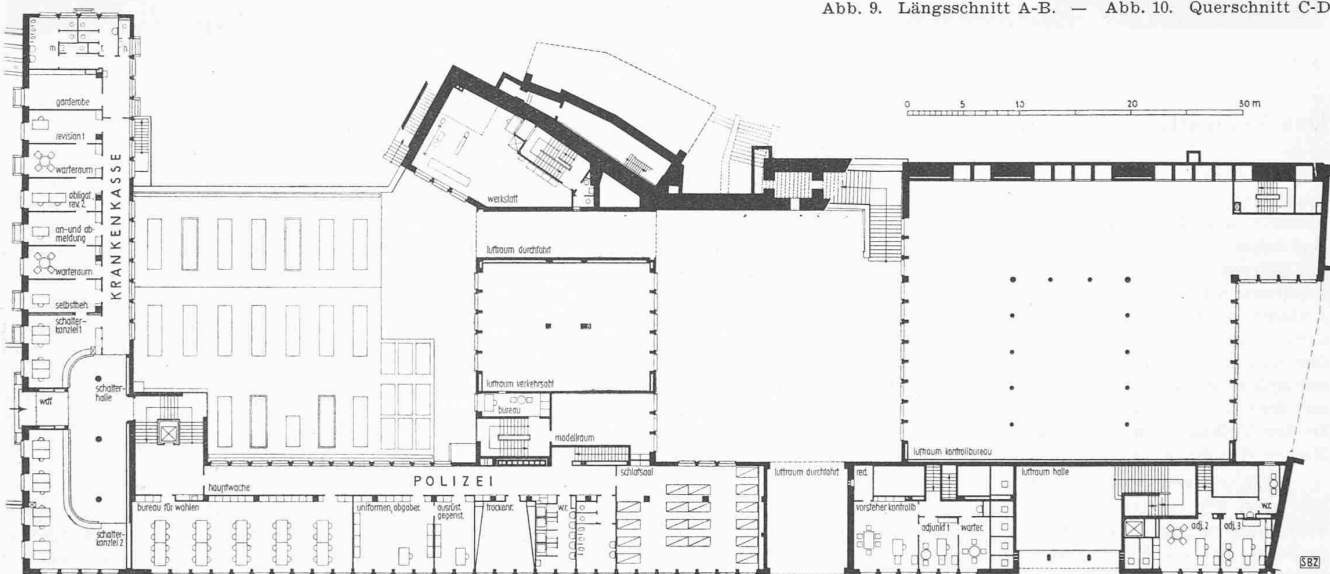 Abb. 9. Längsschnitt A-B. — Abb. 10. Querschnitt C-D
0 5 10 20 30 m
garderobe
revision 1
warteraum
obligat. rev. 2.
an-und ab-
meldung
warteraum
selbstbeh.
schalter-
kanzlei 1
KRANKENKASSE
wdf
schalter-
halle
schalter-
kanzlei 2
werkstatt
luftraum durchfahrt
luftraum verkehrsabt.
bureau
modellraum
hauptwache
POLIZEI
schlafsaal
bureau für wahlen
uniformen abgaben
ausrüst.
gegenst.
trockenr.
w.r.
luftraum durchfahrt
luftraum kontrollbureau
red.
vorsteher kontrollb.
adjunkt 1
wartez.
luftraum halle
adj. 2
adj. 3
w.r.
SBZ